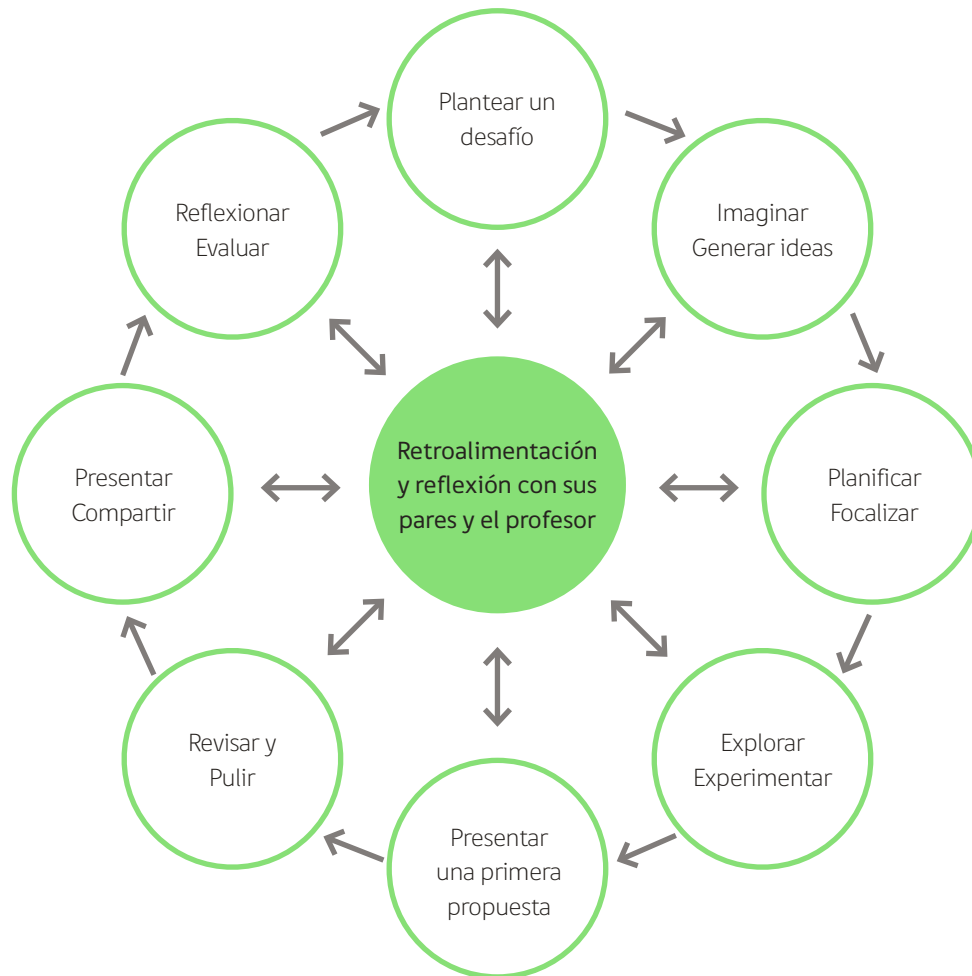 Plantear un
desafío
Imaginar
Generar ideas
Planificar
Focalizar
Explorar
Experimentar
Presentar
una primera
propuesta
Revisar y
Pulir
Presentar
Compartir
Reflexionar
Evaluar
Retroalimentación
y reflexión con sus
pares y el profesor